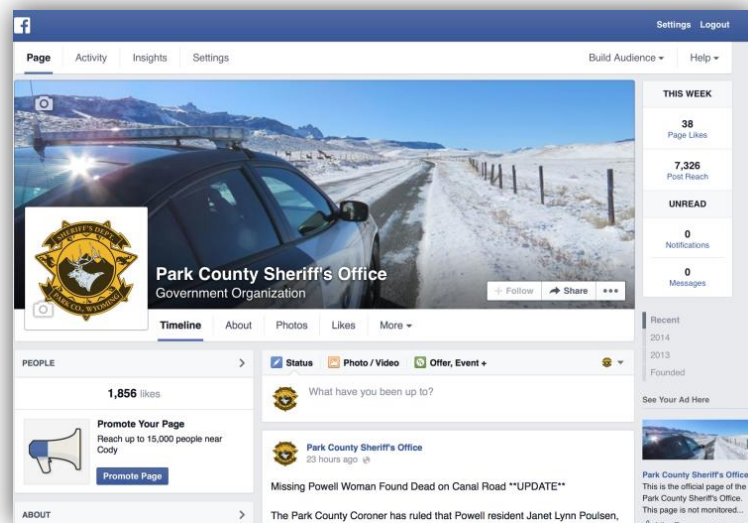 f
Settings Logout
Page Activity Insights Settings Build Audience Help
THIS WEEK
38
Page Likes
7,326
Post Reach
UNREAD
0
Notifications
0
Messages
SHERIFF'S DEPT.
PARK CO., WYOMING
Park County Sheriff's Office
Government Organization
+ Follow Share •••
Timeline About Photos Likes More
Recent
2014
2013
Founded
See Your Ad Here
PEOPLE >
1,856 likes
Promote Your Page
Reach up to 15,000 people near
Cody
Promote Page
ABOUT >
Status Photo / Video Offer, Event +
What have you been up to?
Park County Sheriff's Office
23 hours ago
Missing Powell Woman Found Dead on Canal Road **UPDATE**
The Park County Coroner has ruled that Powell resident Janet Lynn Poulsen,
Park County Sheriff's Office
This is the official page of the
Park County Sheriff's Office.
This page is not monitored...